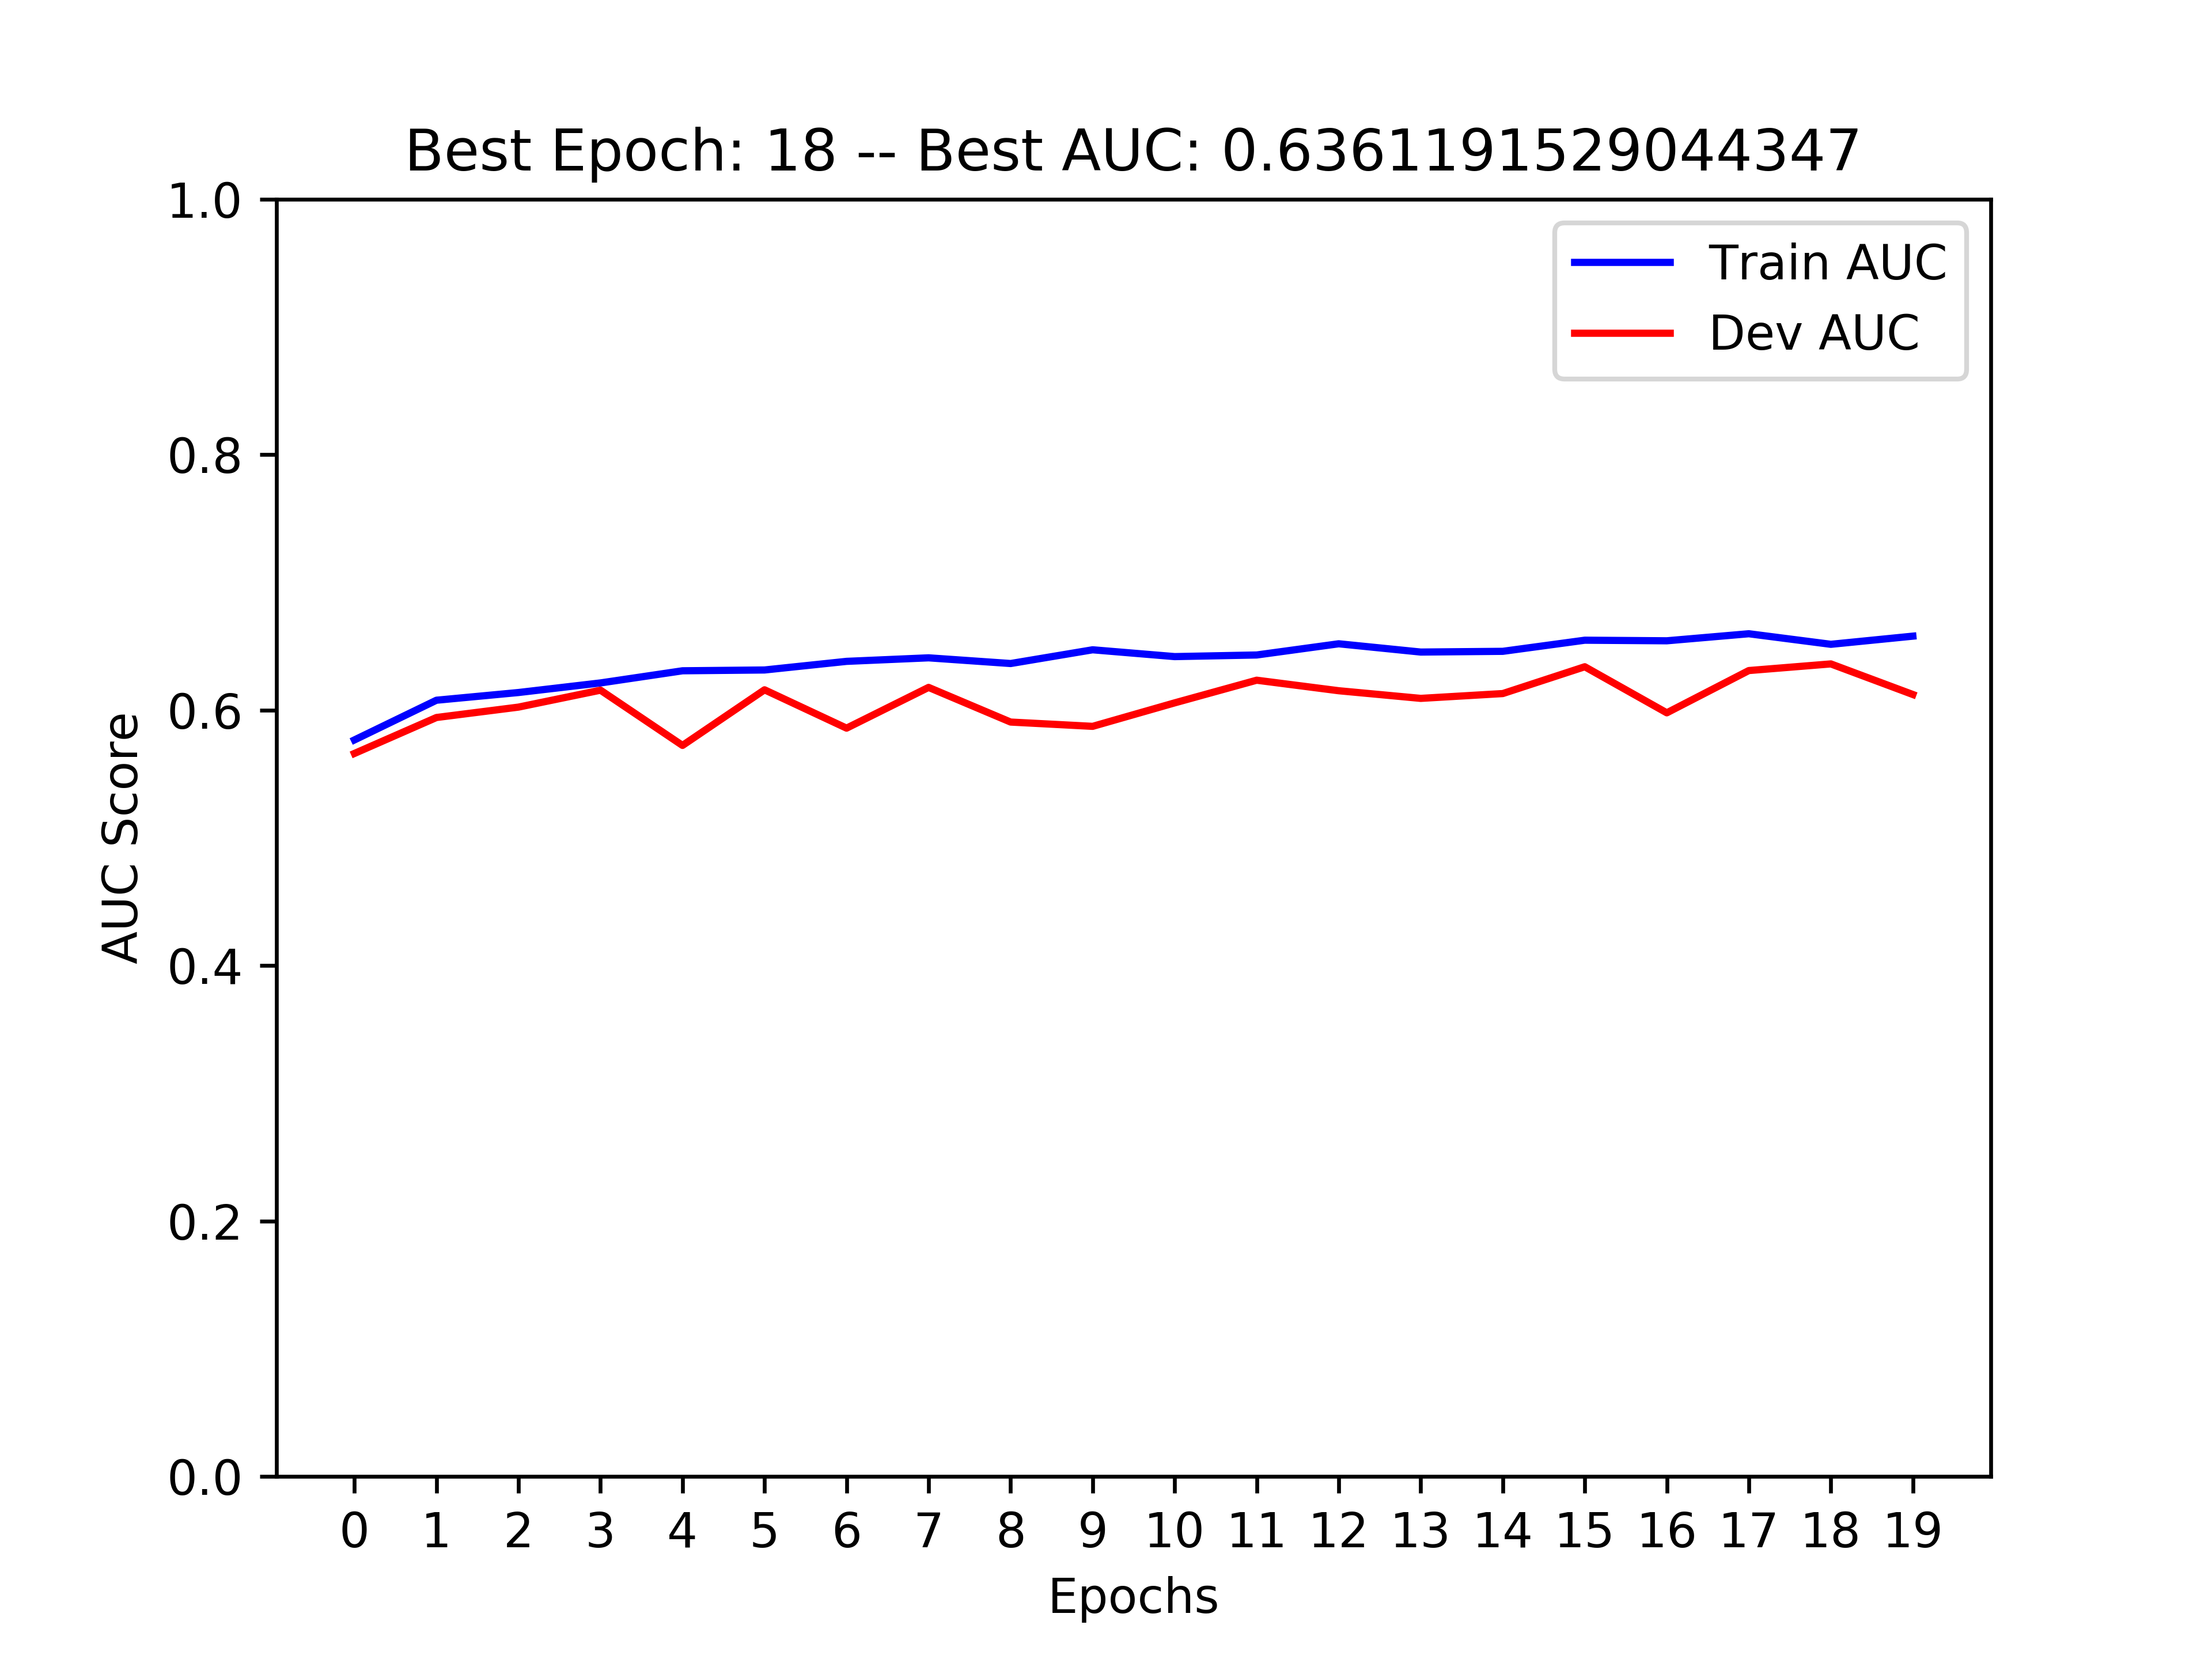 Best Epoch: 18 -- Best AUC: 0.6361191529044347
1.0
0.8
0.6
0.4
0.2
0.0
AUC Score
Train AUC
Dev AUC
0 1 2 3 4 5 6 7 8 9 10 11 12 13 14 15 16 17 18 19
Epochs